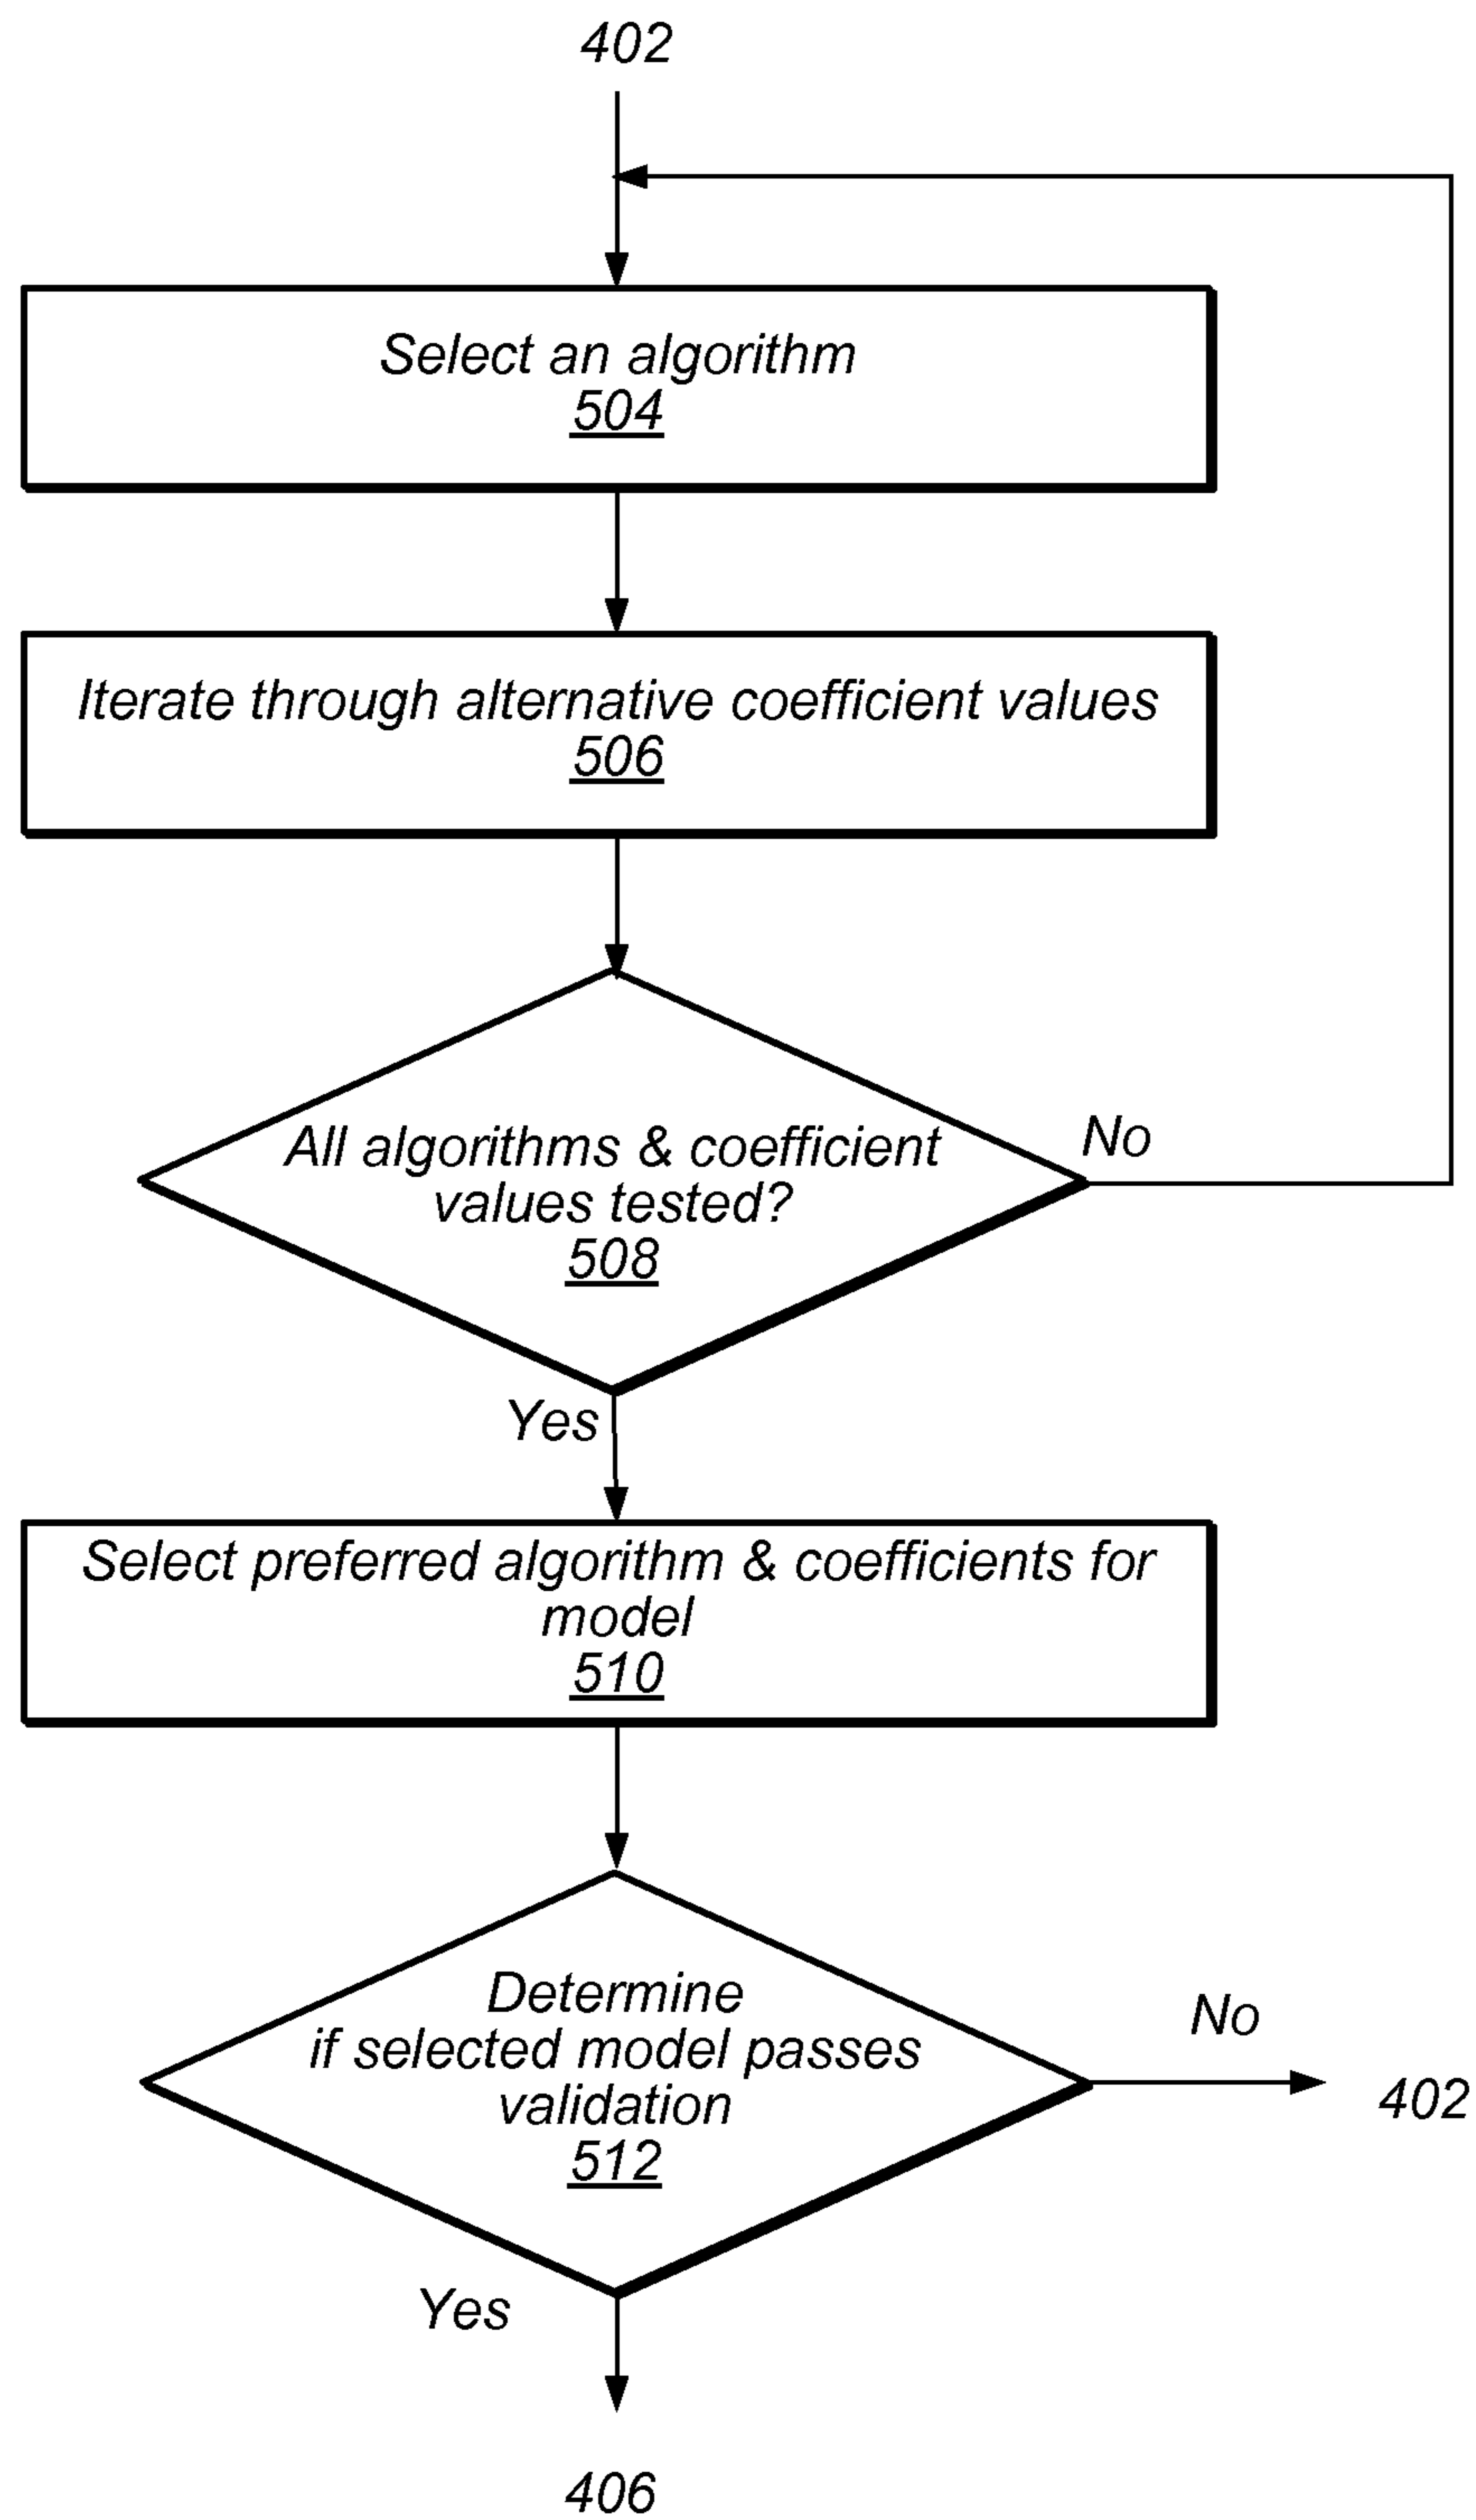 402
Select an algorithm
504
Iterate through alternative coefficient values
506
All algorithms & coefficient
values tested?
508
No
Yes
Select preferred algorithm & coefficients for
model
510
Determine
if selected model passes
validation
512
No
402
Yes
406